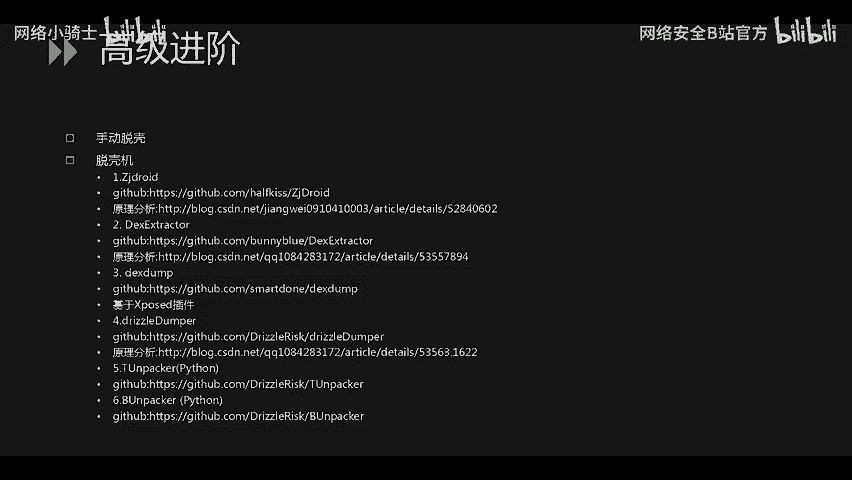 网络小骑士 bilibili
网络安全B站官方 bilibili
高级进阶
手动脱壳
脱壳机
1.Zjdroid
github:https://github.com/halfkiss/ZjDroid
原理分析:http://blog.csdn.net/jiangwei0910410003/article/details/52840602
2. DexExtractor
github:https://github.com/bunnyblue/DexExtractor
原理分析:http://blog.csdn.net/qq1084283172/article/details/53557894
3. dexdump
github:https://github.com/smartdone/dexdump
基于Xposed插件
4.drizzleDumper
github:https://github.com/DrizzleRisk/drizzleDumper
原理分析:http://blog.csdn.net/qq1084283172/article/details/53563.1622
5.TUnpacker(Python)
github:https://github.com/DrizzleRisk/TUnpacker
6.BUnpacker (Python)
github:https://github.com/DrizzleRisk/BUnpacker